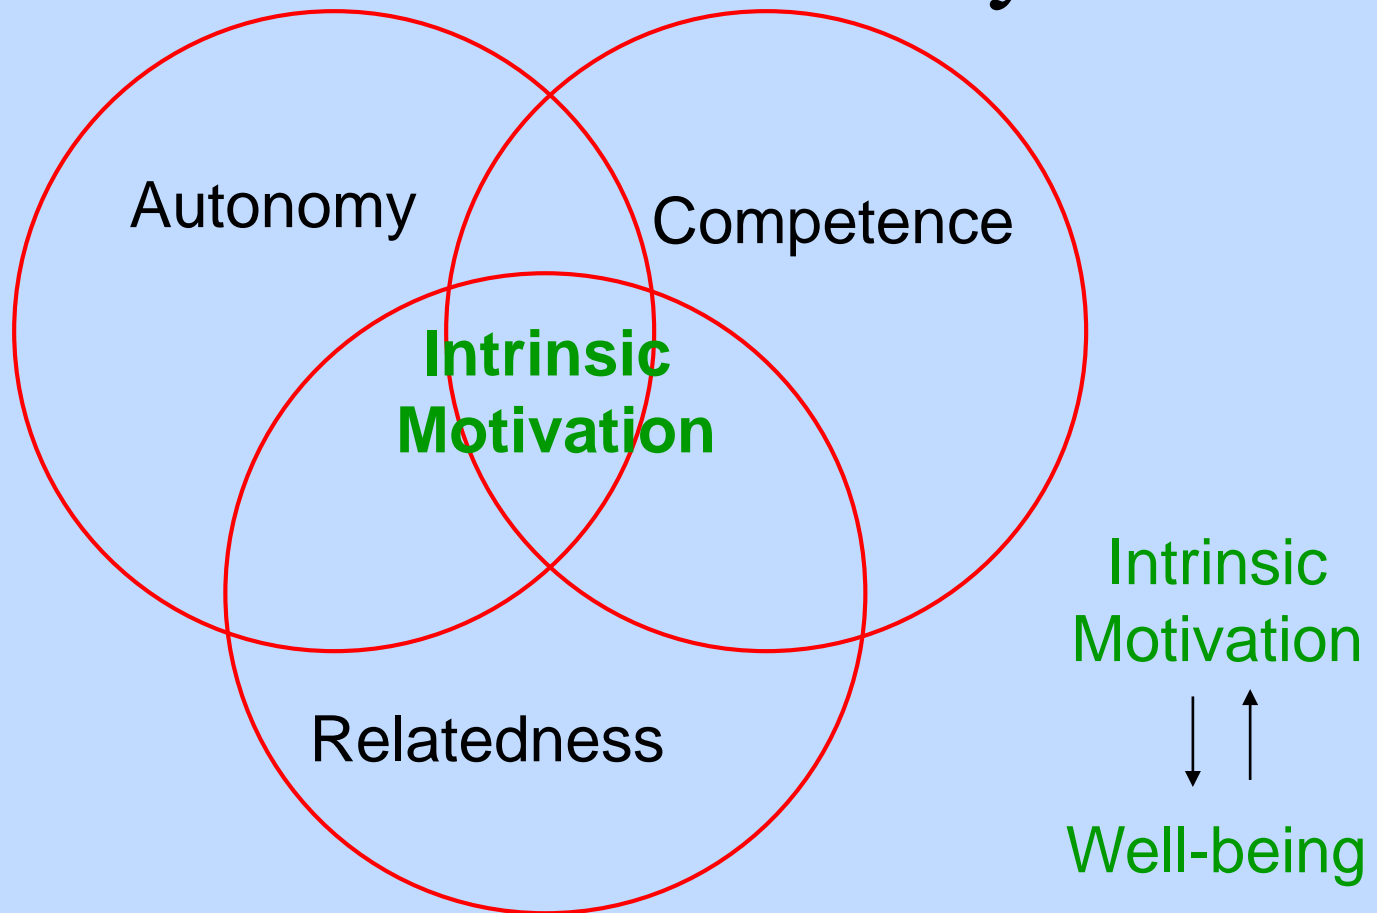 Autonomy
Competence
Intrinsic
Motivation
Relatedness
Intrinsic
Motivation
Well-being